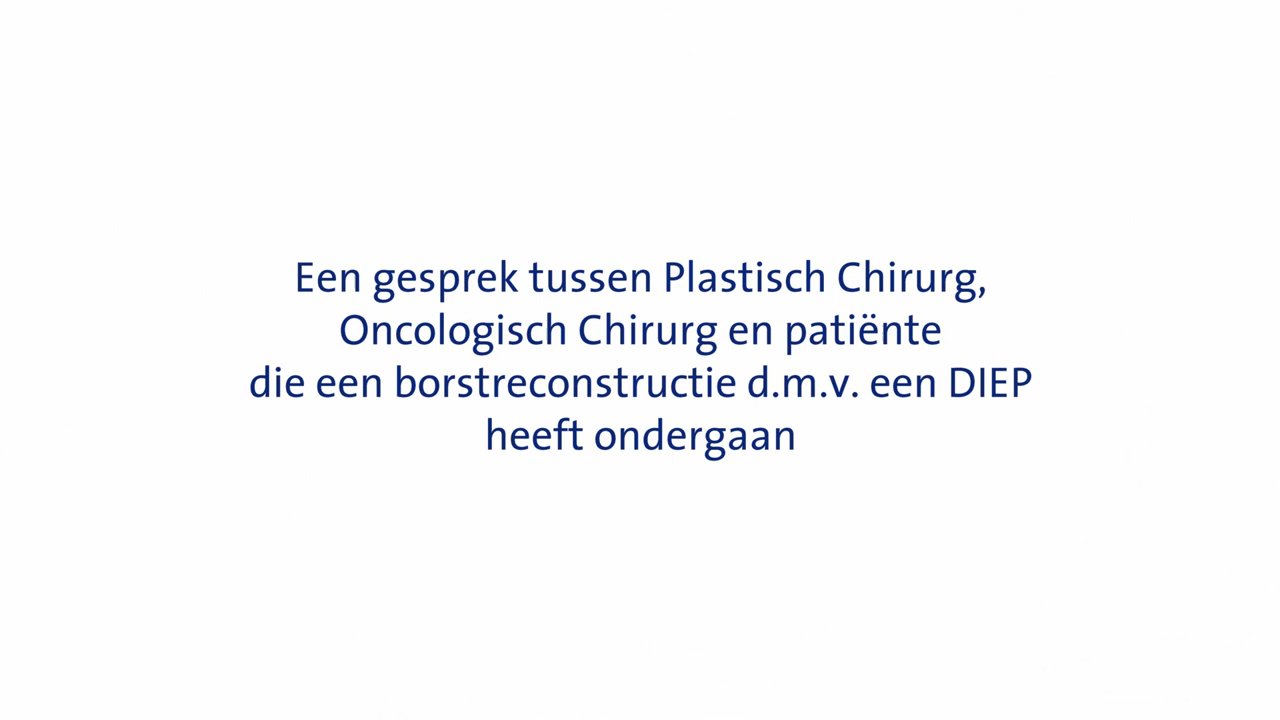 Een gesprek tussen Plastisch Chirurg,
Oncologisch Chirurg en patiënte
die een borstreconstructie d.m.v. een DIEP
heeft ondergaan